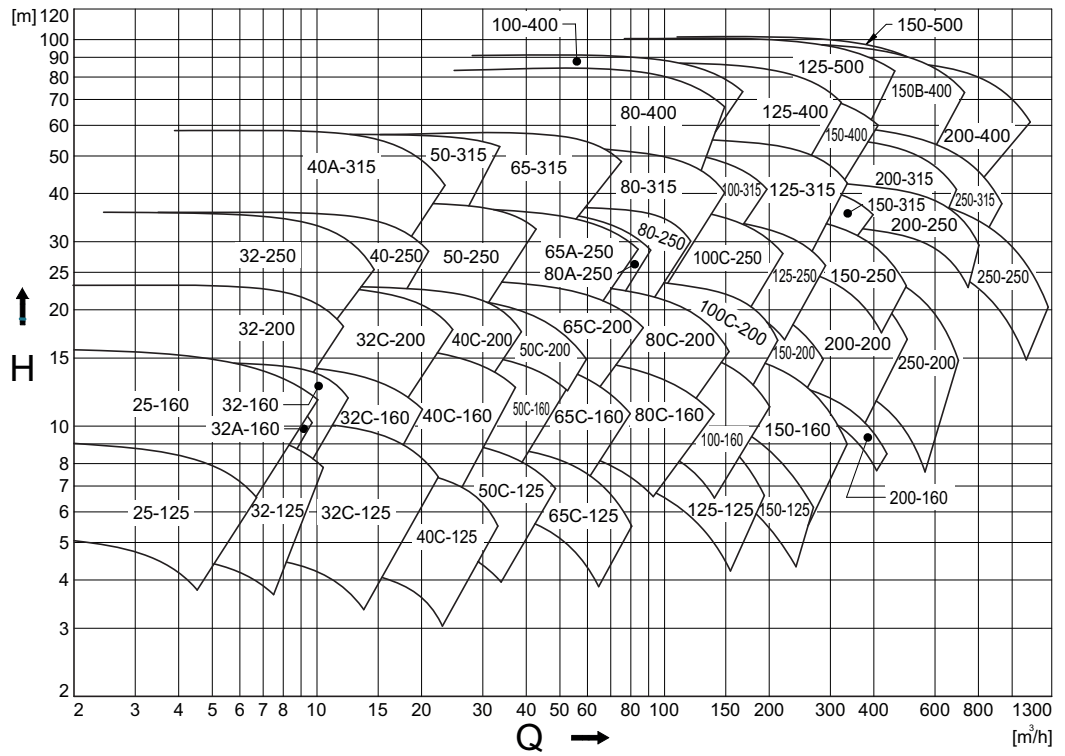 [m] 120
100-400
150-500
100
90
125-500
80
150B-400
70
80-400
125-400
60
150-400
200-400
50
40A-315
50-315
65-315
200-315
80-315
100-315
125-315
250-315
40
150-315
200-250
80-250
30
32-250
40-250
50-250
65A-250
80A-250
100C-250
125-250
150-250
250-250
25
20
32-200
32C-200
40C-200
50C-200
65C-200
80C-200
100C-200
150-200
200-200
250-200
15
H
25-160
32-160
32A-160
32C-160
40C-160
50C-160
65C-160
80C-160
100-160
150-160
200-160
10
8
7
25-125
32-125
32C-125
40C-125
50C-125
65C-125
125-125
150-125
6
5
4
3
2
2 3 4 5 6 7 8 10 15 20 30 40 50 60 80 100 150 200 300 400 600 800 1300
Q
[m³/h]